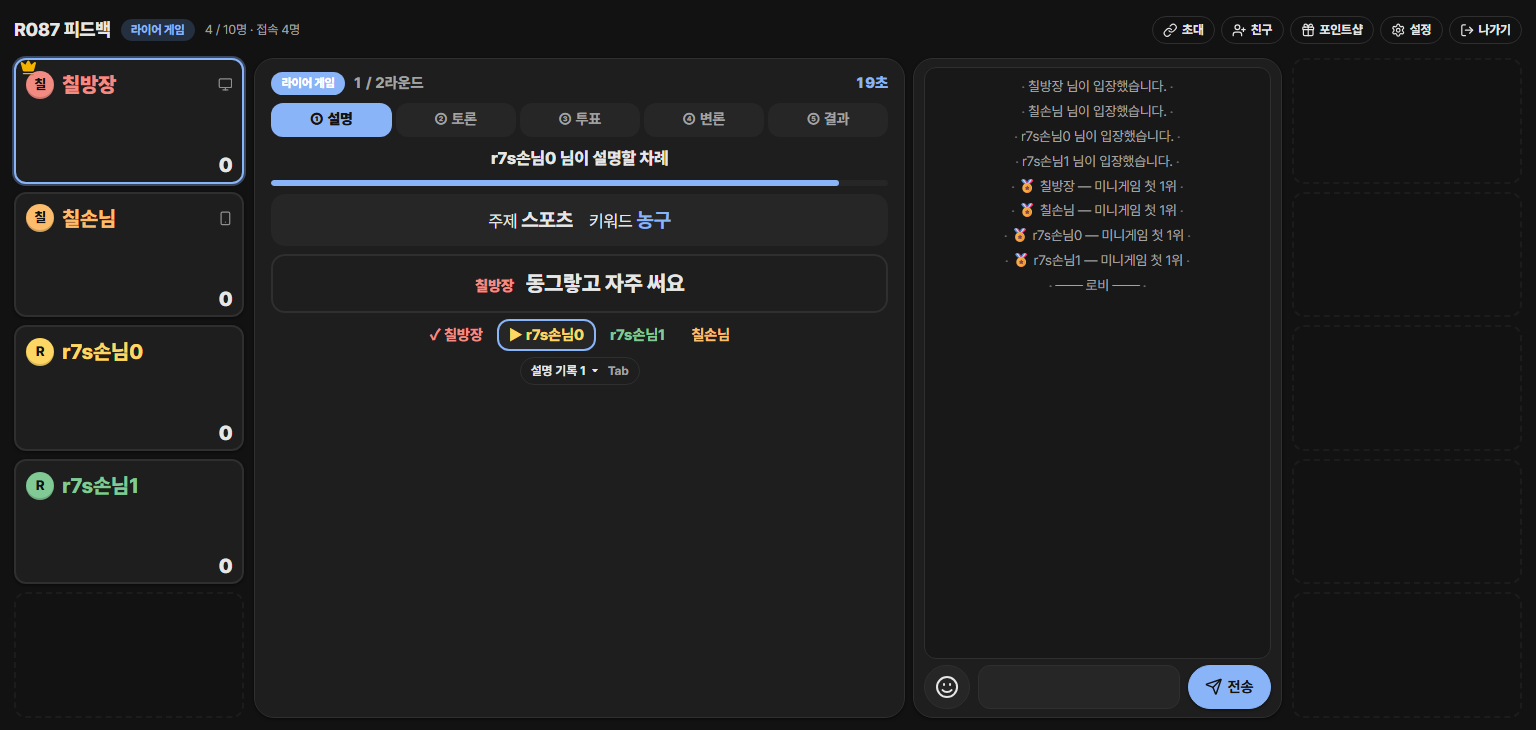 R087 피드백 라이어 게임 4 / 10명 · 접속 4명
초대 친구 포인트샵 설정 나가기
칠 칠방장
0
칠 칠손님
0
R r7s손님0
0
R r7s손님1
0
라이어 게임 1 / 2라운드 19초
① 설명 ② 토론 ③ 투표 ④ 변론 ⑤ 결과
r7s손님0 님이 설명할 차례
주제 스포츠 키워드 농구
칠방장 동그랗고 자주 써요
✓ 칠방장 ▶ r7s손님0 r7s손님1 칠손님
설명 기록 1 Tab
· 칠방장 님이 입장했습니다. ·
· 칠손님 님이 입장했습니다. ·
· r7s손님0 님이 입장했습니다. ·
· r7s손님1 님이 입장했습니다. ·
· 🏅 칠방장 — 미니게임 첫 1위 ·
· 🏅 칠손님 — 미니게임 첫 1위 ·
· 🏅 r7s손님0 — 미니게임 첫 1위 ·
· 🏅 r7s손님1 — 미니게임 첫 1위 ·
· —— 로비 —— ·
전송